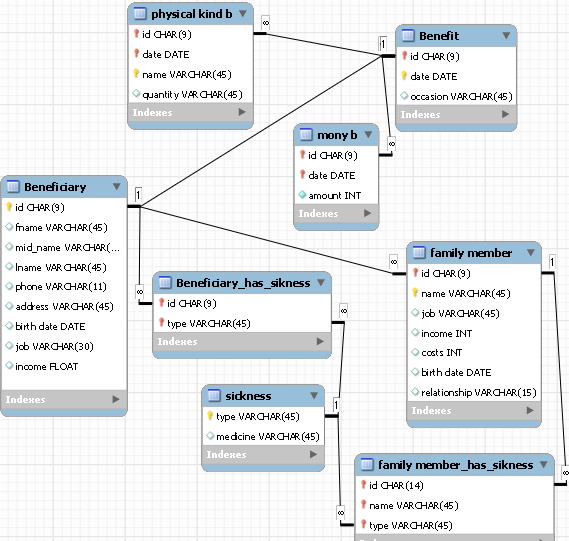 physical kind b
id CHAR(9)
date DATE
name VARCHAR(45)
quantity VARCHAR(45)
Indexes
∞
1
Benefit
id CHAR(9)
date DATE
occasion VARCHAR(45)
Indexes
mony b
id CHAR(9)
date DATE
amount INT
Indexes
∞
Beneficiary
id CHAR(9)
fname VARCHAR(45)
mid_name VARCHAR(...
lname VARCHAR(45)
phone VARCHAR(11)
address VARCHAR(45)
birth date DATE
job VARCHAR(30)
income FLOAT
Indexes
1
∞
∞
1
family member
id CHAR(9)
name VARCHAR(45)
job VARCHAR(45)
income INT
costs INT
birth date DATE
relationship VARCHAR(15)
Indexes
Beneficiary_has_sikness
id CHAR(9)
type VARCHAR(45)
Indexes
∞
sickness
type VARCHAR(45)
medicine VARCHAR(45)
Indexes
1
∞
∞
family member_has_sikness
id CHAR(14)
name VARCHAR(45)
type VARCHAR(45)